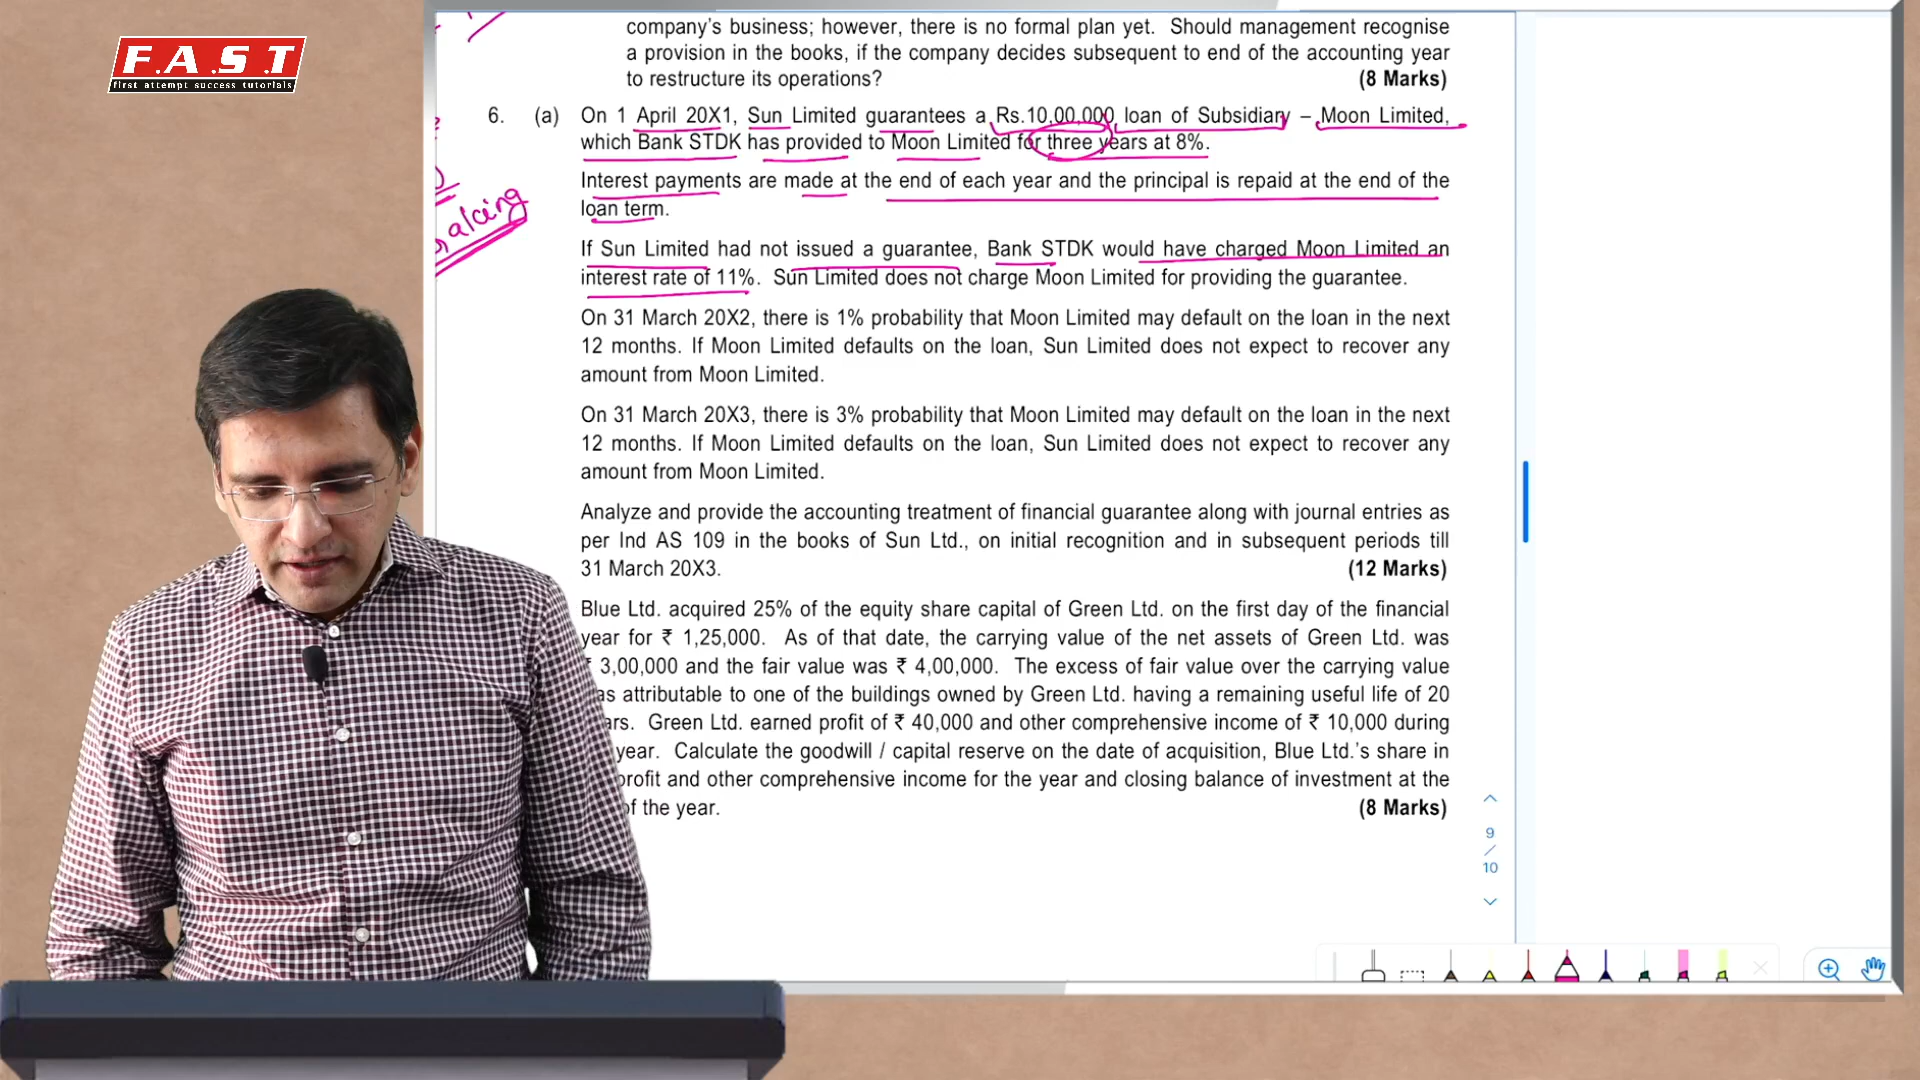 F.A.S.T
first attempt success tutorials
company's business; however, there is no formal plan yet. Should management recognise
a provision in the books, if the company decides subsequent to end of the accounting year
to restructure its operations? (8 Marks)
6. (a) On 1 April 20X1, Sun Limited guarantees a Rs.10,00,000 loan of Subsidiary – Moon Limited,
which Bank STDK has provided to Moon Limited for three years at 8%.
Interest payments are made at the end of each year and the principal is repaid at the end of the
loan term.
alcing
If Sun Limited had not issued a guarantee, Bank STDK would have charged Moon Limited an
interest rate of 11%. Sun Limited does not charge Moon Limited for providing the guarantee.
On 31 March 20X2, there is 1% probability that Moon Limited may default on the loan in the next
12 months. If Moon Limited defaults on the loan, Sun Limited does not expect to recover any
amount from Moon Limited.
On 31 March 20X3, there is 3% probability that Moon Limited may default on the loan in the next
12 months. If Moon Limited defaults on the loan, Sun Limited does not expect to recover any
amount from Moon Limited.
Analyze and provide the accounting treatment of financial guarantee along with journal entries as
per Ind AS 109 in the books of Sun Ltd., on initial recognition and in subsequent periods till
31 March 20X3. (12 Marks)
Blue Ltd. acquired 25% of the equity share capital of Green Ltd. on the first day of the financial
year for ₹ 1,25,000. As of that date, the carrying value of the net assets of Green Ltd. was
₹ 3,00,000 and the fair value was ₹ 4,00,000. The excess of fair value over the carrying value
as attributable to one of the buildings owned by Green Ltd. having a remaining useful life of 20
rs. Green Ltd. earned profit of ₹ 40,000 and other comprehensive income of ₹ 10,000 during
year. Calculate the goodwill / capital reserve on the date of acquisition, Blue Ltd.'s share in
profit and other comprehensive income for the year and closing balance of investment at the
of the year. (8 Marks)
9
/
10